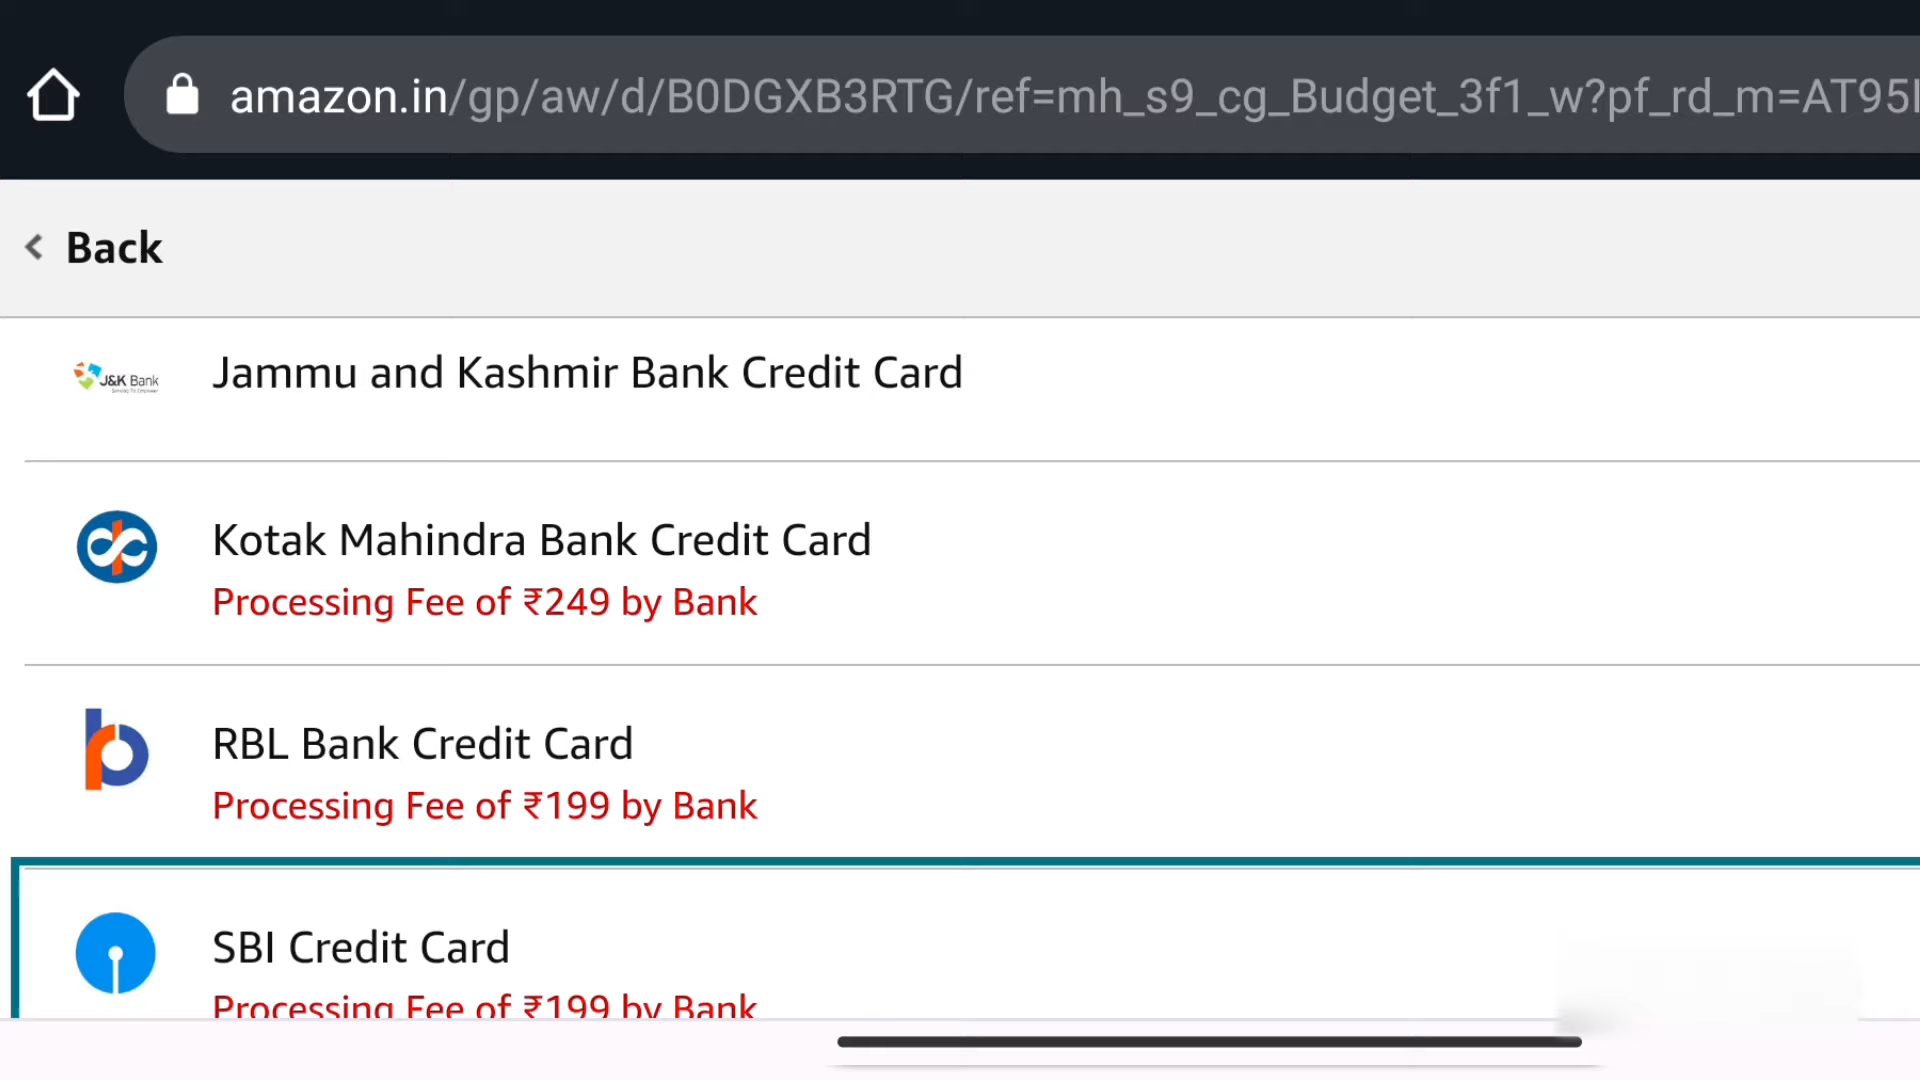 amazon.in/gp/aw/d/B0DGXB3RTG/ref=mh_s9_cg_Budget_3f1_w?pf_rd_m=AT95I
Back
J&K Bank
Jammu and Kashmir Bank Credit Card
Kotak Mahindra Bank Credit Card
Processing Fee of ₹249 by Bank
RBL Bank Credit Card
Processing Fee of ₹199 by Bank
SBI Credit Card
Processing Fee of ₹199 by Bank